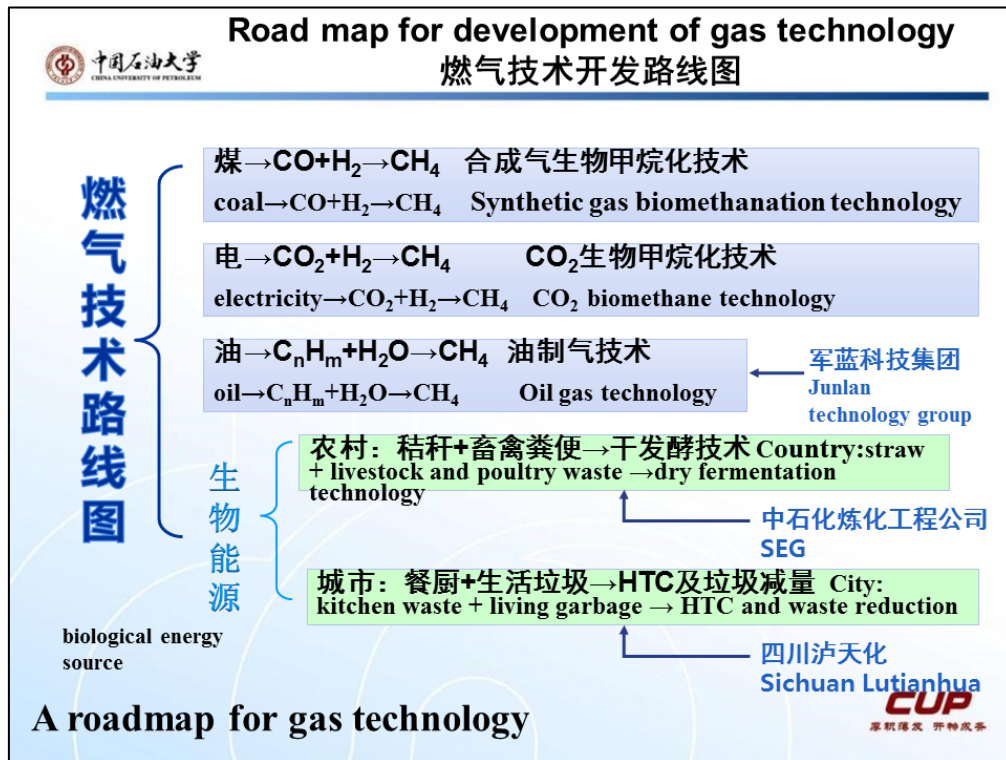 Road map for development of gas technology
燃气技术开发路线图
中国石油大学
CHINA UNIVERSITY OF PETROLEUM
燃气技术路线图
煤→CO+H₂→CH₄ 合成气生物甲烷化技术
coal→CO+H₂→CH₄ Synthetic gas biomethanation technology
电→CO₂+H₂→CH₄ CO₂生物甲烷化技术
electricity→CO₂+H₂→CH₄ CO₂ biomethane technology
油→CₙHₘ+H₂O→CH₄ 油制气技术
oil→CₙHₘ+H₂O→CH₄ Oil gas technology
军蓝科技集团
Junlan
technology group
生物能源
biological energy
source
农村：秸秆+畜禽粪便→干发酵技术 Country:straw
+ livestock and poultry waste →dry fermentation
technology
中石化炼化工程公司
SEG
城市：餐厨+生活垃圾→HTC及垃圾减量 City:
kitchen waste + living garbage → HTC and waste reduction
四川泸天化
Sichuan Lutianhua
A roadmap for gas technology
CUP
厚积薄发 开物成务